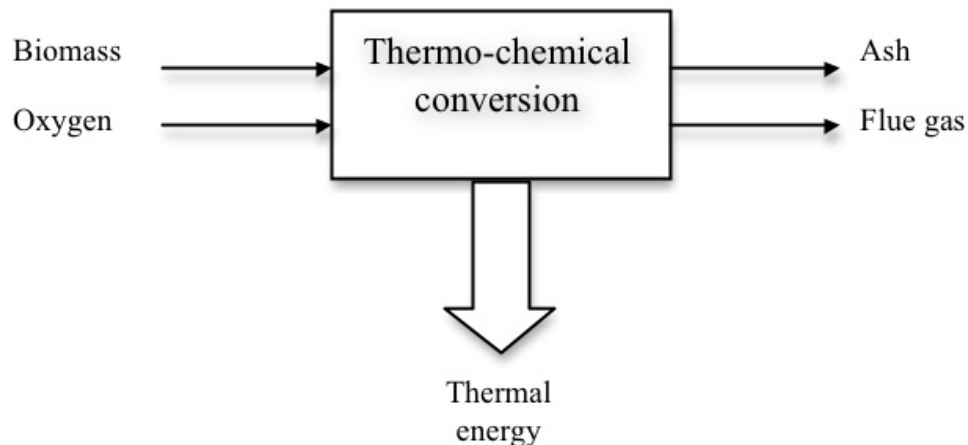 Biomass
Oxygen
Thermo-chemical
conversion
Ash
Flue gas
Thermal
energy